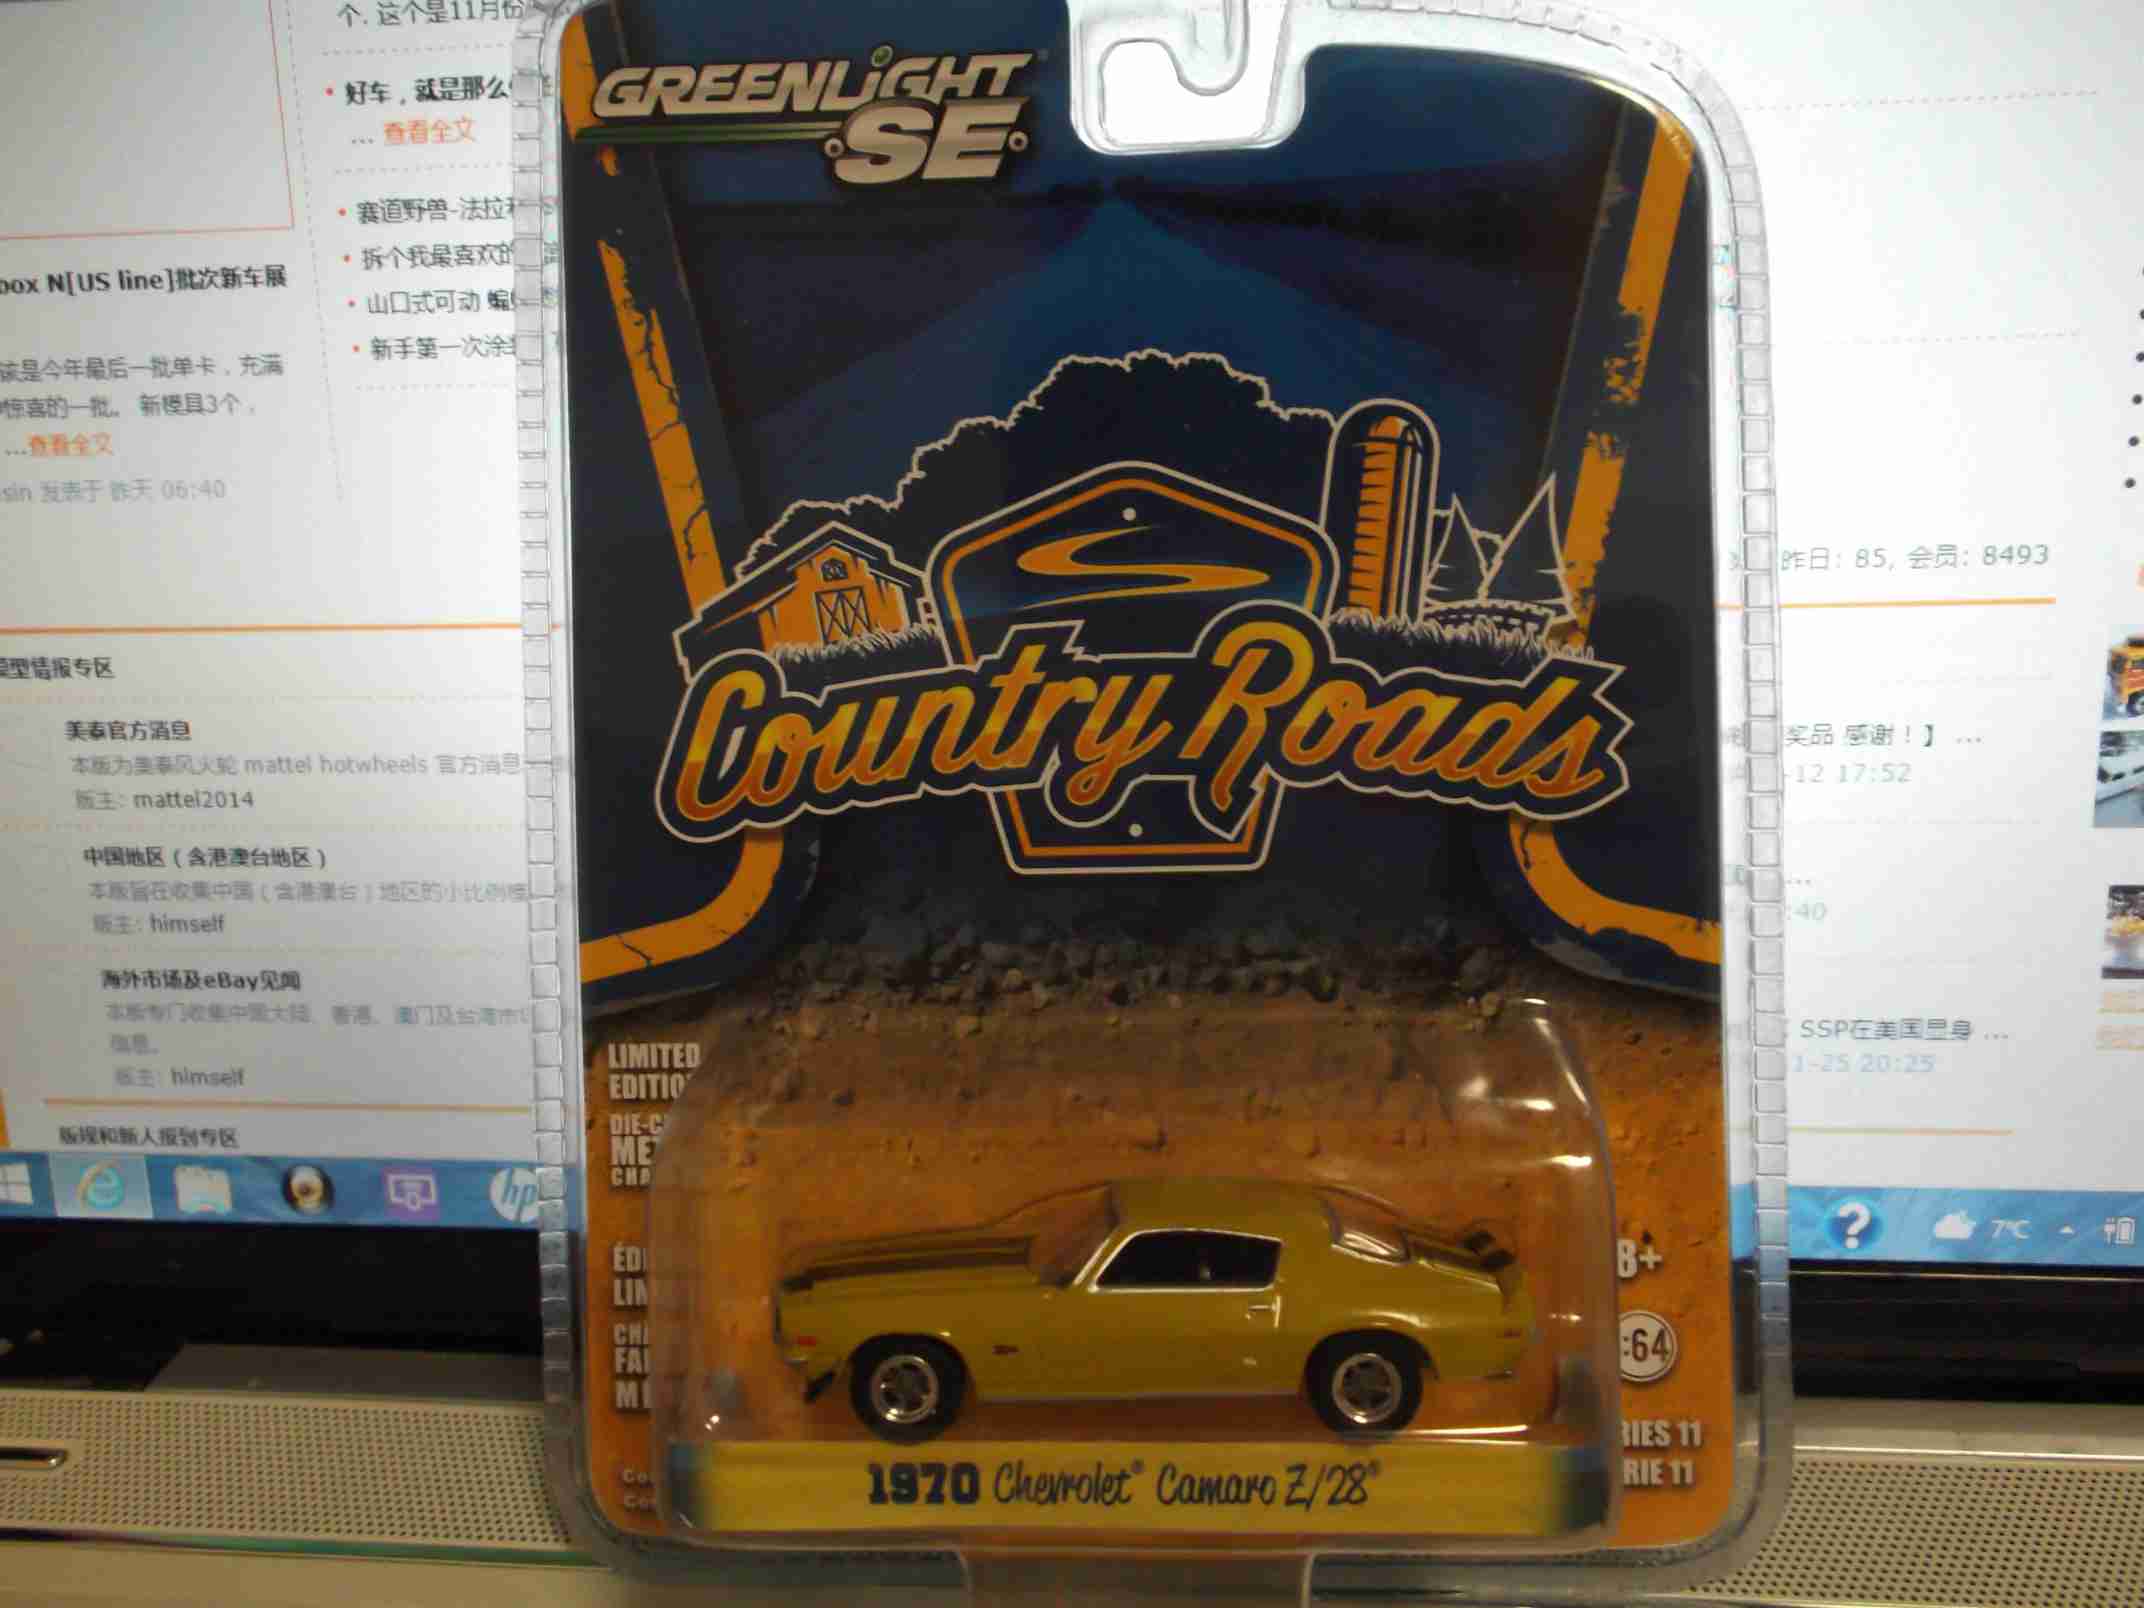 个. 这个是11月份
好车，就是那么
... 查看全文
赛道野兽-法拉
拆个我最喜欢的
山口式可动
新手第一次涂
box N[US line]批次新车展
该是今年最后一批单卡，充满
惊喜的一批。 新模具3个，
...查看全文
sin 发表于 昨天 06:40
模型情报专区
美泰官方消息
本版为美泰风火轮 mattel hotwheels 官方消息
版主: mattel2014
中国地区（含港澳台地区）
本版旨在收集中国（含港澳台）地区的小比例
版主: himself
海外市场及eBay见闻
本版专门收集中国大陆、香港、澳门及台湾市
信息。
版主: himself
版规和新人报到专区
hp
GREENLiGHT
SE
Country Roads
LIMITED
EDITIO
DIE-C
MET
CHA
ÉDI
LIM
CHÂ
FA
MÉ
8+
:64
RIES 11
RIE 11
1970 Chevrolet® Camaro Z/28®
昨日: 85, 会员: 8493
奖品 感谢！】 ...
-12 17:52
...
:40
SSP在美国显身 ...
1-25 20:25
?
7°C